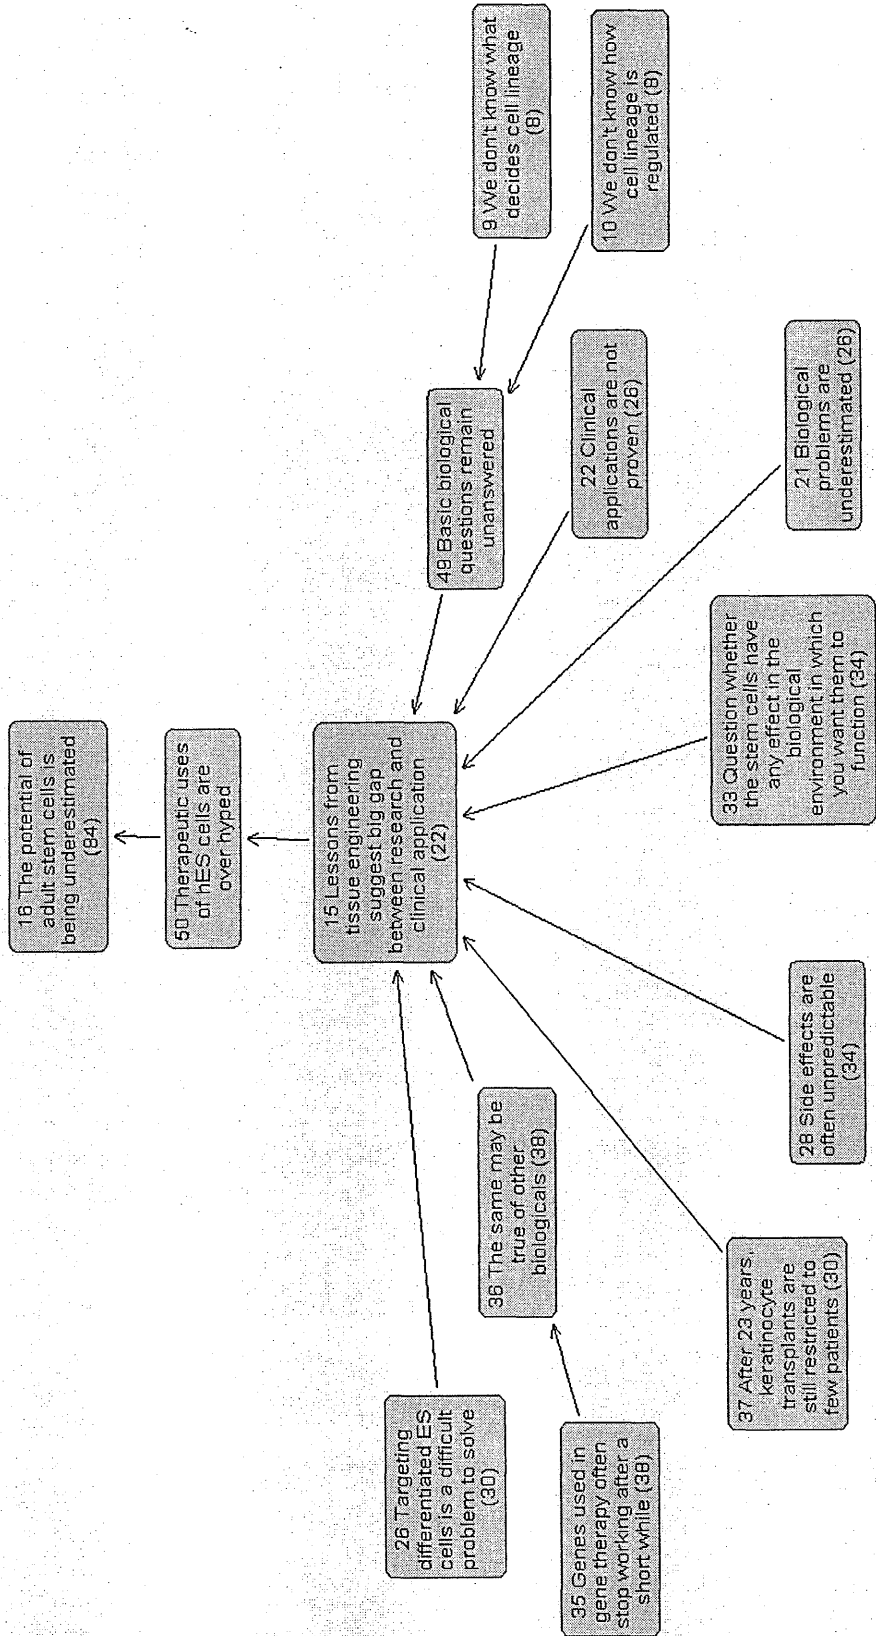 16 The potential of
adult stem cells is
being underestimated
(84)
50 Therapeutic uses
of hES cells are
over hyped
15 Lessons from
tissue engineering
suggest big gap
between research and
clinical application
(22)
26 Targeting
differentiated ES
cells is a difficult
problem to solve
(30)
49 Basic biological
questions remain
unanswered
9 We don't know what
decides cell lineage
(8)
36 The same may be
true of other
biologicals (38)
35 Genes used in
gene therapy often
stop working after a
short while (38)
22 Clinical
applications are not
proven (26)
10 We don't know how
cell lineage is
regulated (8)
37 After 23 years,
keratinocyte
transplants are
still restricted to
few patients (30)
28 Side effects are
often unpredictable
(34)
33 Question whether
the stem cells have
any effect in the
biological
environment in which
you want them to
function (34)
21 Biological
problems are
underestimated (26)